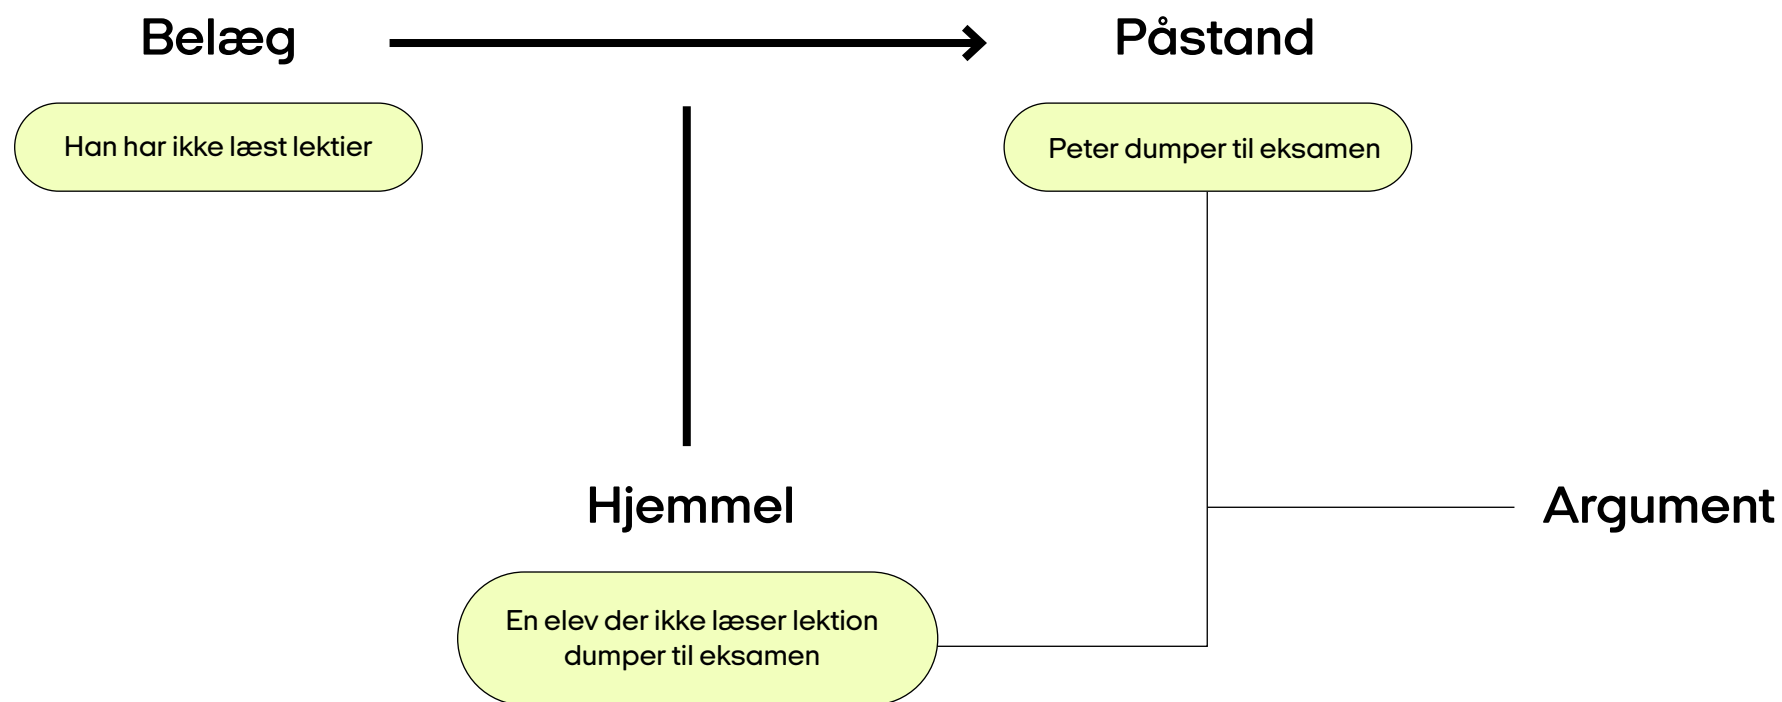 Belæg
Påstand
Han har ikke læst lektier
Peter dumper til eksamen
Hjemmel
Argument
En elev der ikke læser lektion
dumper til eksamen